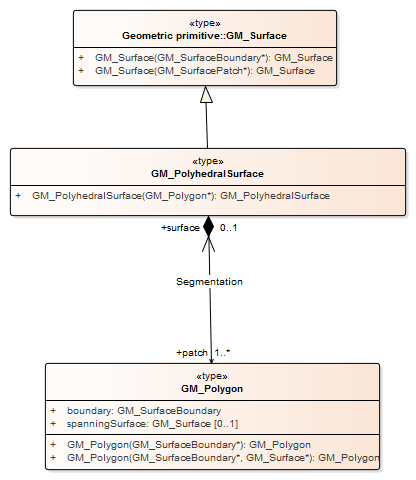 «type»
Geometric primitive::GM_Surface
+ GM_Surface(GM_SurfaceBoundary*): GM_Surface
+ GM_Surface(GM_SurfacePatch*): GM_Surface
«type»
GM_PolyhedralSurface
+ GM_PolyhedralSurface(GM_Polygon*): GM_PolyhedralSurface
+surface 0..1
Segmentation
+patch 1..*
«type»
GM_Polygon
+ boundary: GM_SurfaceBoundary
+ spanningSurface: GM_Surface [0..1]
+ GM_Polygon(GM_SurfaceBoundary*): GM_Polygon
+ GM_Polygon(GM_SurfaceBoundary*, GM_Surface*): GM_Polygon